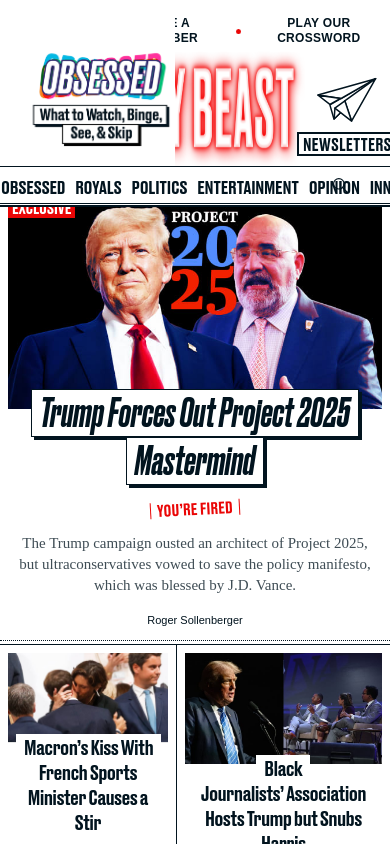 E A
BER
PLAY OUR
CROSSWORD
OBSESSED
What to Watch, Binge,
See, & Skip
Y BEAST
NEWSLETTERS
OBSESSED ROYALS POLITICS ENTERTAINMENT OPINION INN
EXCLUSIVE
PROJECT
20
25
Trump Forces Out Project 2025
Mastermind
YOU'RE FIRED
The Trump campaign ousted an architect of Project 2025,
but ultraconservatives vowed to save the policy manifesto,
which was blessed by J.D. Vance.
Roger Sollenberger
Macron's Kiss With
French Sports
Minister Causes a
Stir
Black
Journalists' Association
Hosts Trump but Snubs
Harris